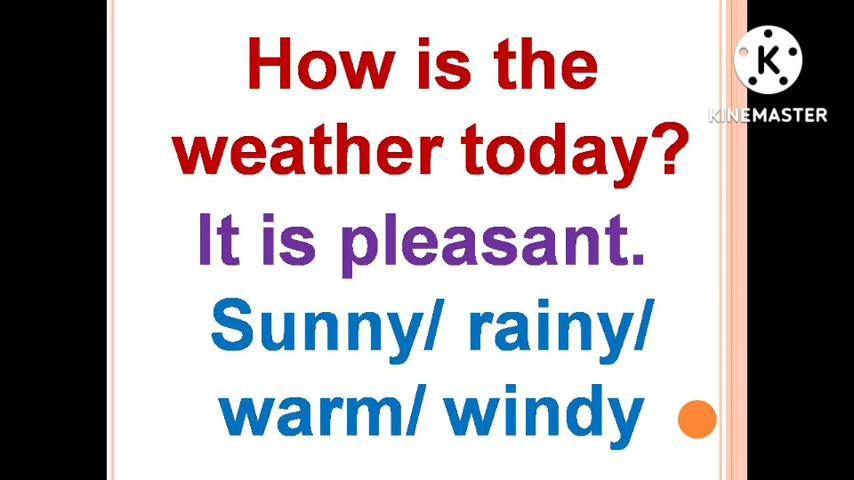 How is the
weather today?
It is pleasant.
Sunny/ rainy/
warm/ windy
K
KINEMASTER